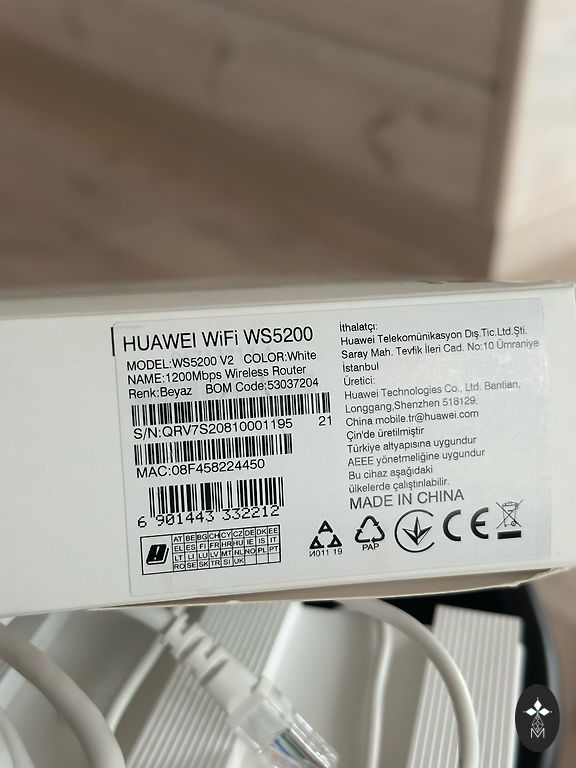 HUAWEI WiFi WS5200
MODEL:WS5200 V2 COLOR:White
NAME:1200Mbps Wireless Router
Renk:Beyaz BOM Code:53037204
S/N:QRV7S20810001195 21
MAC:08F458224450
6 901443 332212
AT BE BG CH CY CZ DE DK EE
EL ES FI FR HR HU IE IS IT
LT LI LU LV MT NL NO PL PT
RO SE SK TR SI UK
İthalatçı:
Huawei Telekomünikasyon Dış.Tic.Ltd.Şti.
Saray Mah. Tevfik İleri Cad. No:10 Ümraniye
İstanbul
Üretici:
Huawei Technologies Co., Ltd. Bantian,
Longgang,Shenzhen 518129,
China mobile.tr@huawei.com
Çin'de üretilmiştir
Türkiye altyapısına uygundur
AEEE yönetmeliğine uygundur
Bu cihaz aşağıdaki
ülkelerde çalıştırılabilir.
MADE IN CHINA
И011 19
PAP
CE